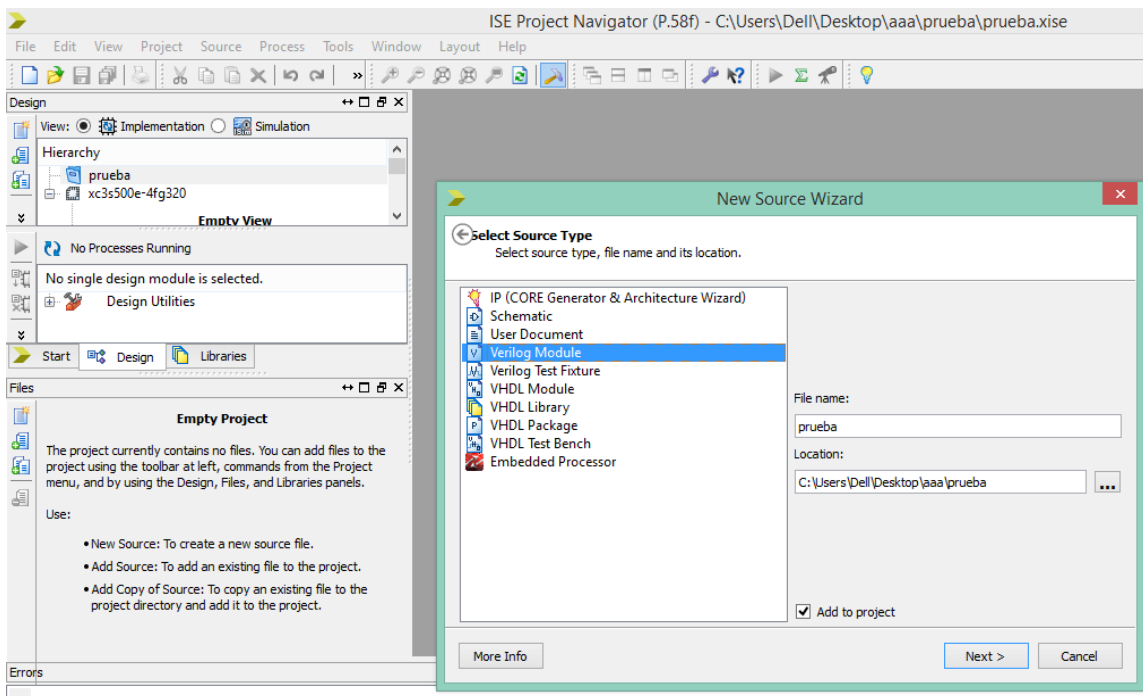 ISE Project Navigator (P.58f) - C:\Users\Dell\Desktop\aaa\prueba\prueba.xise
File Edit View Project Source Process Tools Window Layout Help
Design
View: Implementation Simulation
Hierarchy
prueba
xc3s500e-4fg320
Empty View
No Processes Running
No single design module is selected.
Design Utilities
Start Design Libraries
Files
Empty Project
The project currently contains no files. You can add files to the
project using the toolbar at left, commands from the Project
menu, and by using the Design, Files, and Libraries panels.
Use:
• New Source: To create a new source file.
• Add Source: To add an existing file to the project.
• Add Copy of Source: To copy an existing file to the
project directory and add it to the project.
Errors
New Source Wizard
Select Source Type
Select source type, file name and its location.
IP (CORE Generator & Architecture Wizard)
Schematic
User Document
Verilog Module
Verilog Test Fixture
VHDL Module
VHDL Library
VHDL Package
VHDL Test Bench
Embedded Processor
File name:
prueba
Location:
C:\Users\Dell\Desktop\aaa\prueba
...
Add to project
More Info
Next >
Cancel